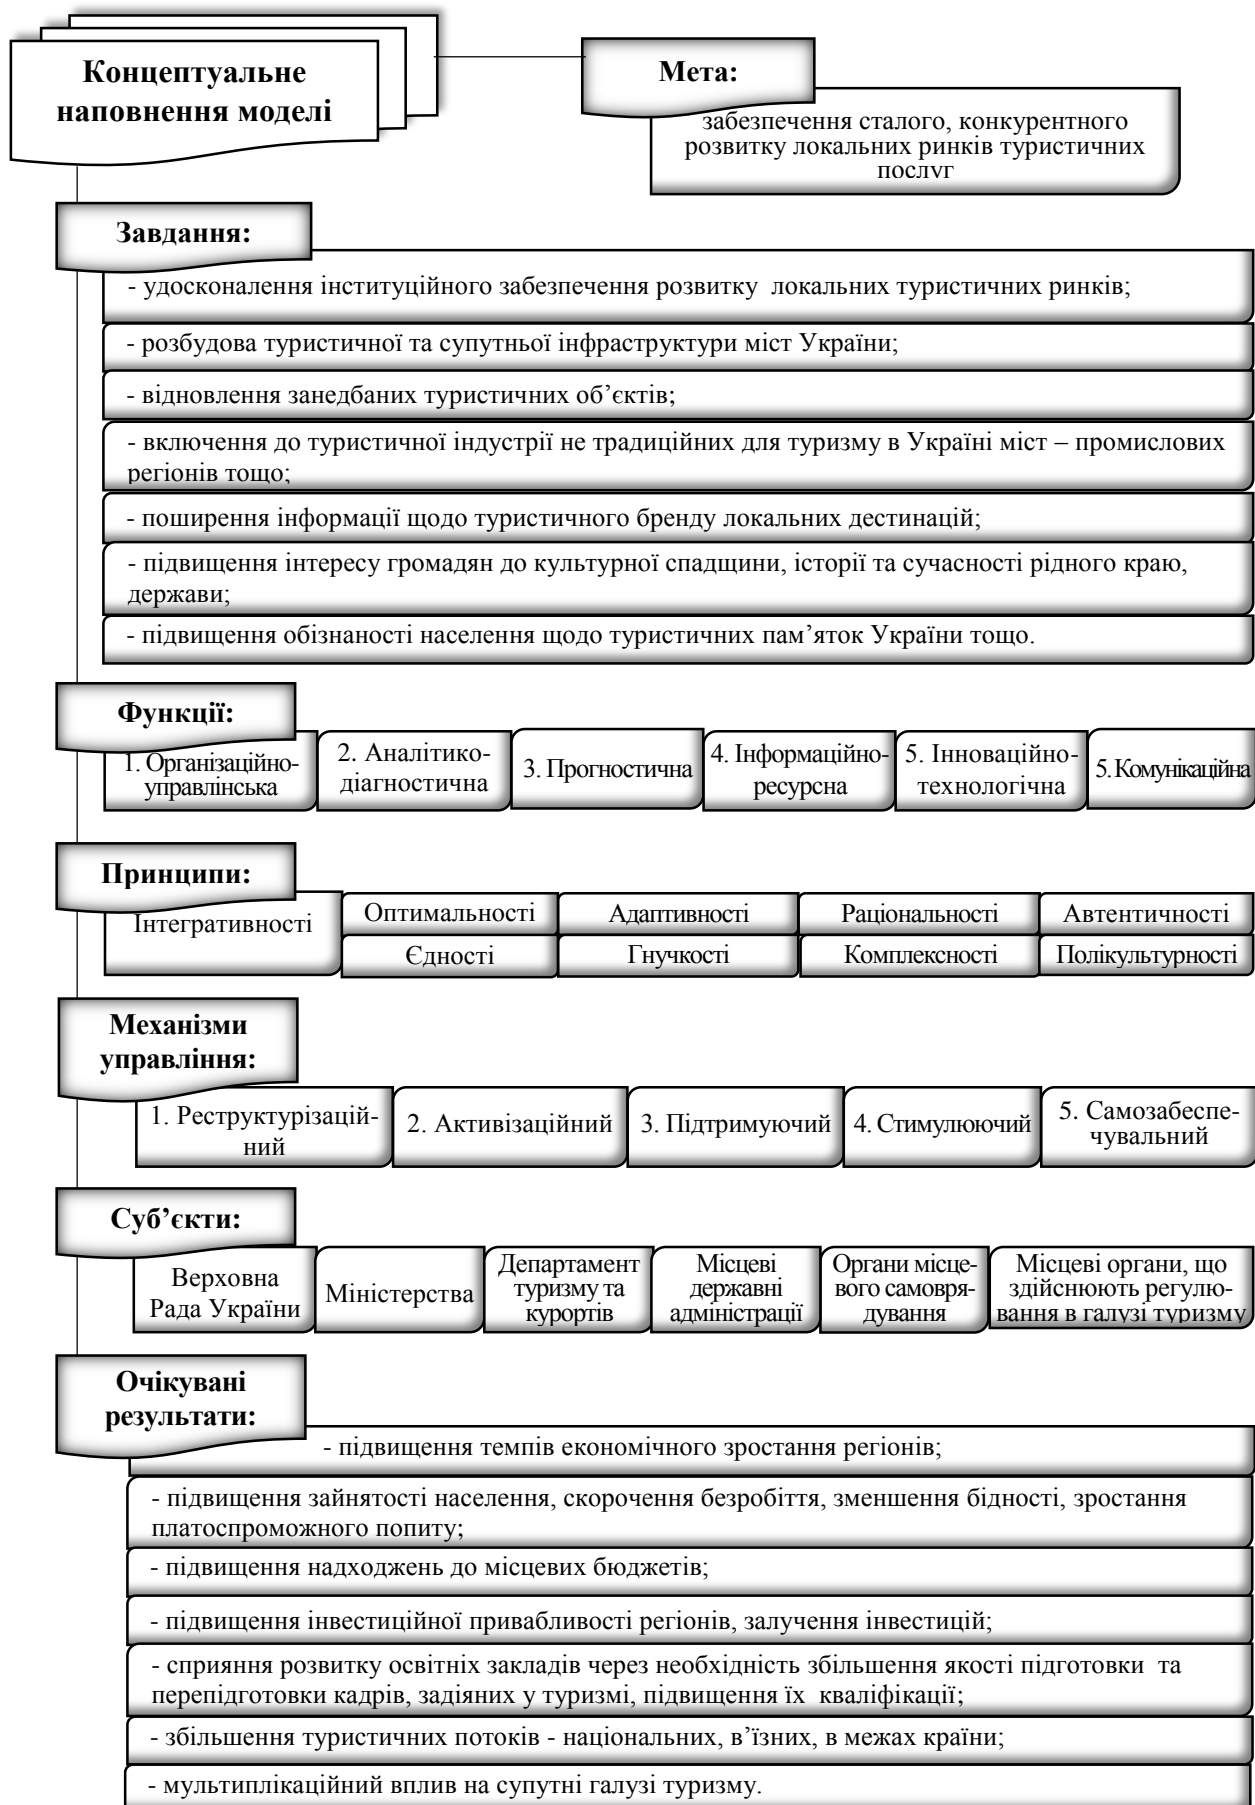 Концептуальне
наповнення моделі
Мета:
забезпечення сталого, конкурентного
розвитку локальних ринків туристичних
послуг
Завдання:
- удосконалення інституційного забезпечення розвитку локальних туристичних ринків;
- розбудова туристичної та супутньої інфраструктури міст України;
- відновлення занедбаних туристичних об’єктів;
- включення до туристичної індустрії не традиційних для туризму в Україні міст – промислових
регіонів тощо;
- поширення інформації щодо туристичного бренду локальних дестинацій;
- підвищення інтересу громадян до культурної спадщини, історії та сучасності рідного краю,
держави;
- підвищення обізнаності населення щодо туристичних пам’яток України тощо.
Функції:
1. Організаційно-
управлінська
2. Аналітико-
діагностична
3. Прогностична
4. Інформаційно-
ресурсна
5. Інноваційно-
технологічна
5. Комунікаційна
Принципи:
Інтегративності
Оптимальності
Адаптивності
Раціональності
Автентичності
Єдності
Гнучкості
Комплексності
Полікультурності
Механізми
управління:
1. Реструктурізацій-
ний
2. Активізаційний
3. Підтримуючий
4. Стимулюючий
5. Самозабеспе-
чувальний
Суб’єкти:
Верховна
Рада України
Міністерства
Департамент
туризму та
курортів
Місцеві
державні
адміністрації
Органи місце-
вого самовря-
дування
Місцеві органи, що
здійснюють регулю-
вання в галузі туризму
Очікувані
результати:
- підвищення темпів економічного зростання регіонів;
- підвищення зайнятості населення, скорочення безробіття, зменшення бідності, зростання
платоспроможного попиту;
- підвищення надходжень до місцевих бюджетів;
- підвищення інвестиційної привабливості регіонів, залучення інвестицій;
- сприяння розвитку освітніх закладів через необхідність збільшення якості підготовки та
перепідготовки кадрів, задіяних у туризмі, підвищення їх кваліфікації;
- збільшення туристичних потоків - національних, в’їзних, в межах країни;
- мультиплікаційний вплив на супутні галузі туризму.